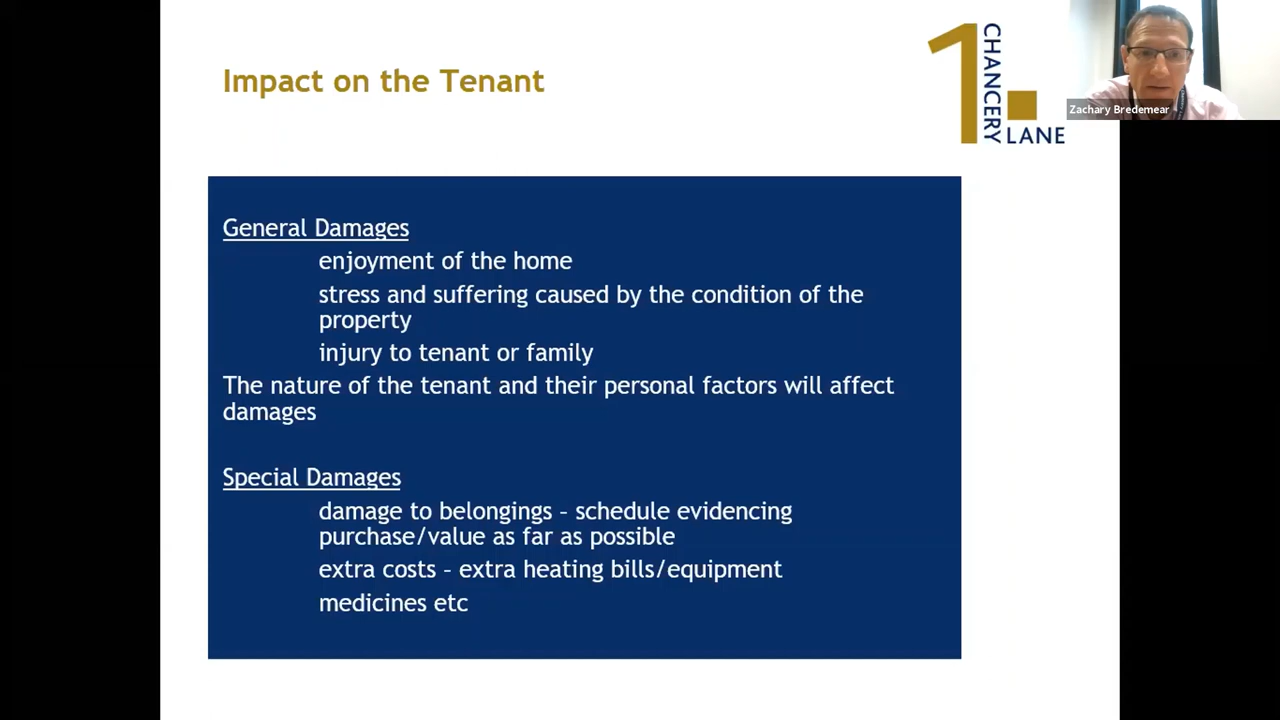 Impact on the Tenant
1
CHANCERY
LANE
Zachary Bredemear
General Damages
enjoyment of the home
stress and suffering caused by the condition of the
property
injury to tenant or family
The nature of the tenant and their personal factors will affect
damages
Special Damages
damage to belongings – schedule evidencing
purchase/value as far as possible
extra costs – extra heating bills/equipment
medicines etc